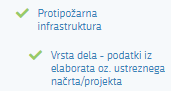 Protipožarna
infrastruktura
Vrsta dela - podatki iz
elaborata oz. ustreznega
načrta/projekta